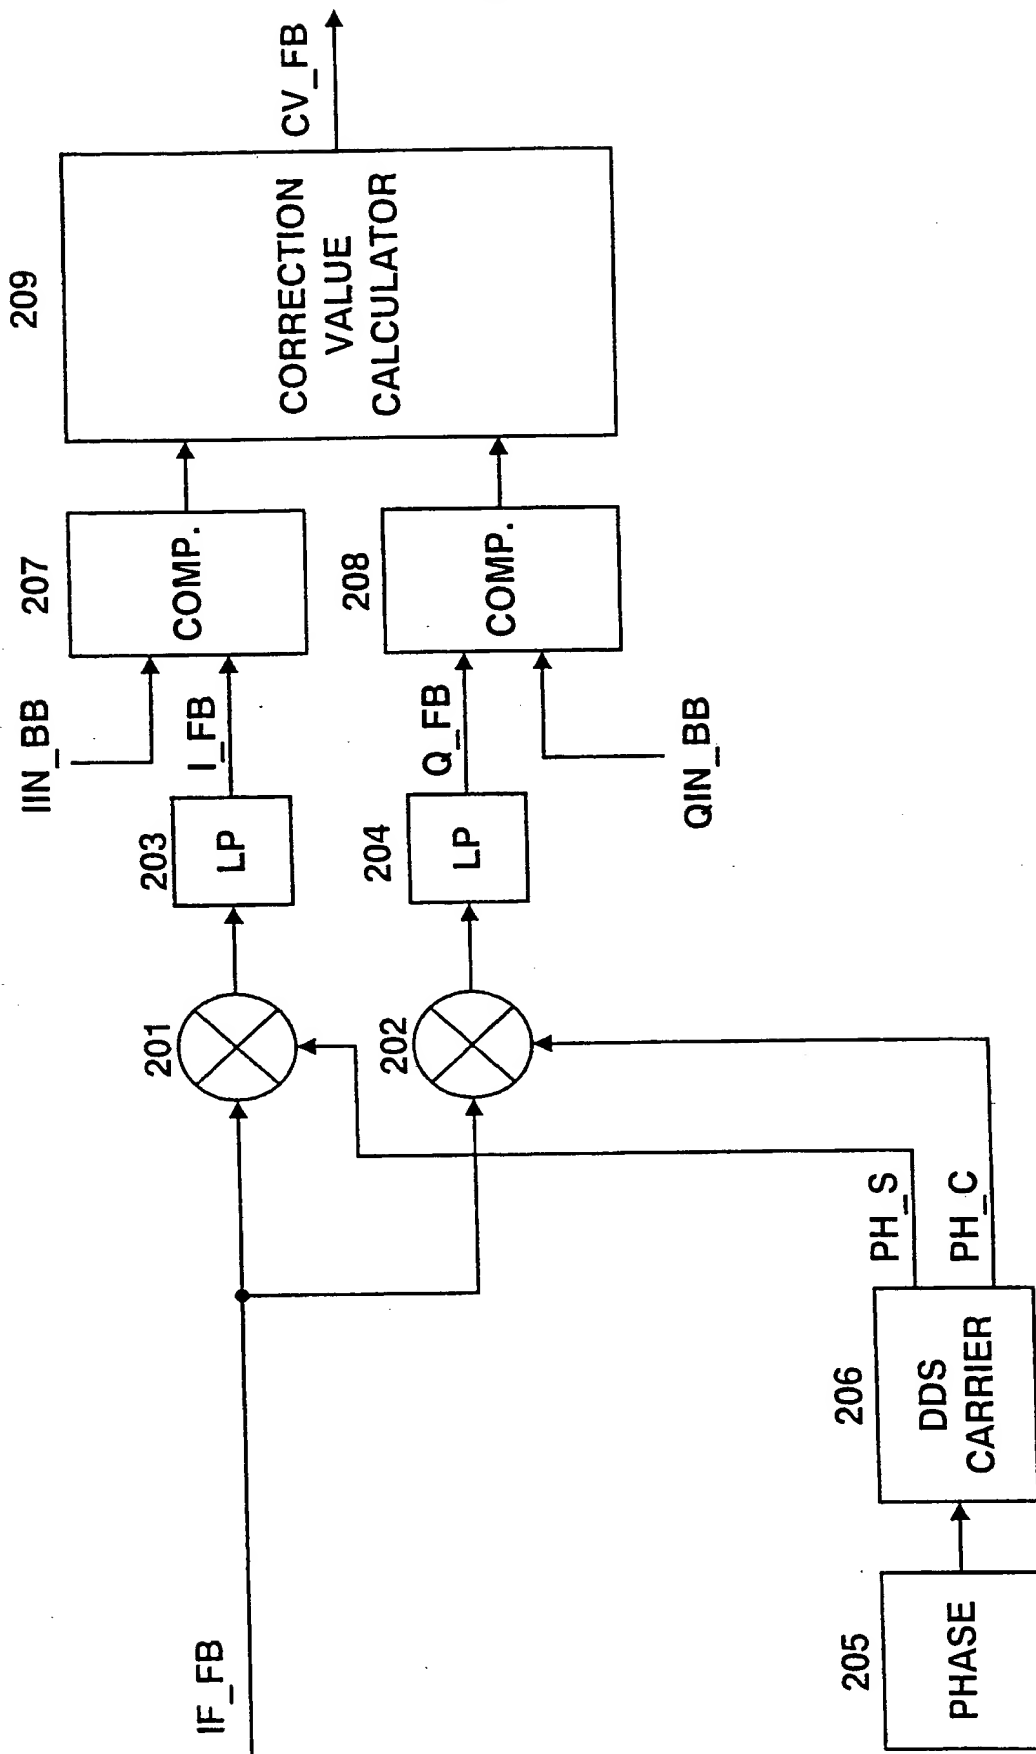 209
CV_FB
CORRECTION
VALUE
CALCULATOR
207
COMP.
208
COMP.
IIN_BB
I_FB
Q_FB
QIN_BB
203
LP
204
LP
201
202
IF_FB
PH_S
PH_C
206
DDS
CARRIER
205
PHASE